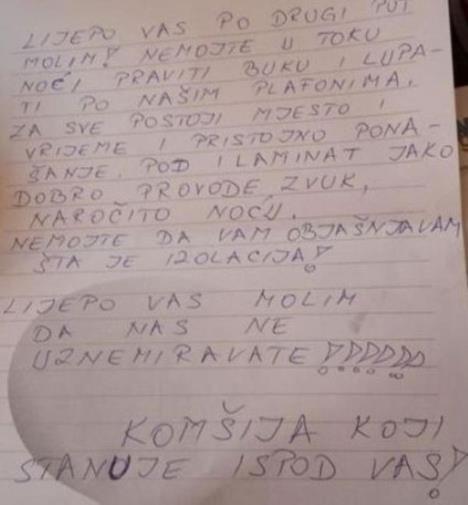 LIJEPO VAS PO DRUGI PUT
MOLIM! NEMOJTE U TOKU
NOĆI PRAVITI BUKU I LUPA-
TI PO NAŠIM PLAFONIMA.
ZA SVE POSTOJI MJESTO I
VRIJEME I PRISTOJNO PONA-
ŠANJE. POD I LAMINAT JAKO
DOBRO PROVODE ZVUK,
NAROČITO NOĆU.
NEMOJTE DA VAM OBJAŠNJAVAM
ŠTA JE IZOLACIJA!
LIJEPO VAS MOLIM
DA NAS NE
UZNEMIRAVATE!!!!!!
KOMŠIJA KOJI
STANUJE ISPOD VAS!